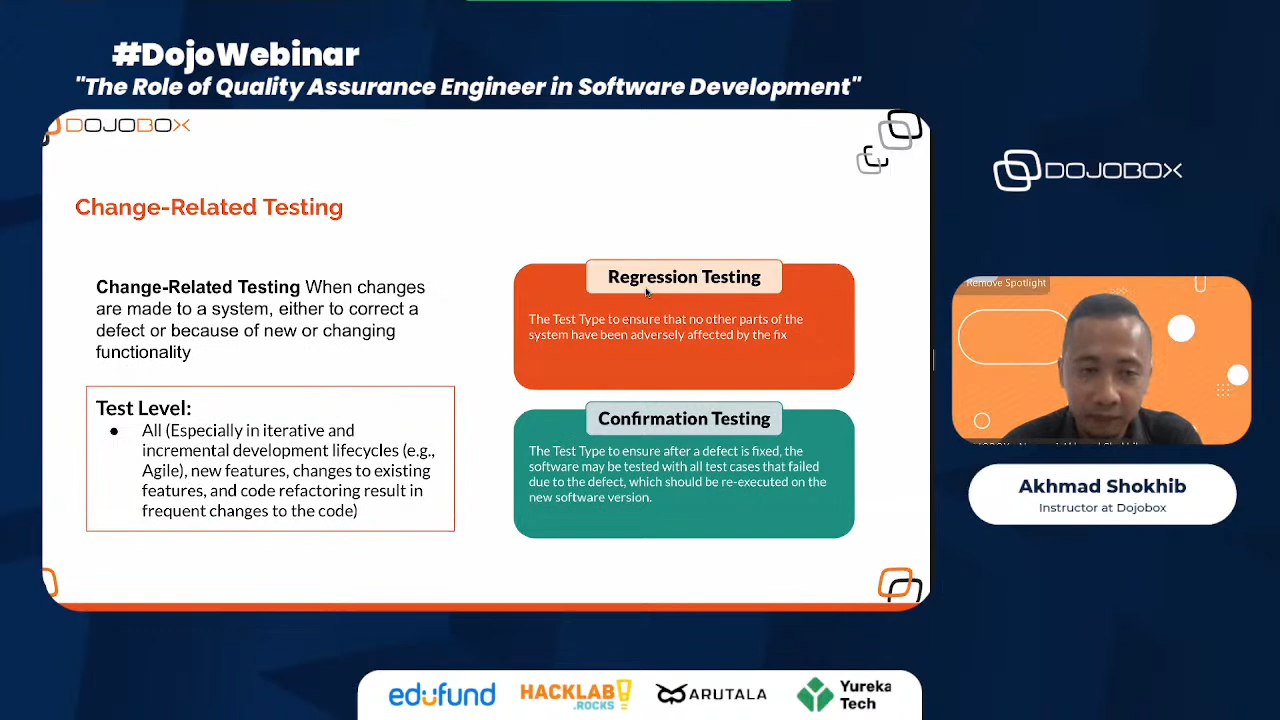 #DojoWebinar
"The Role of Quality Assurance Engineer in Software Development"
DOJOBOX
Change-Related Testing
Change-Related Testing When changes
are made to a system, either to correct a
defect or because of new or changing
functionality
Test Level:
● All (Especially in iterative and
incremental development lifecycles (e.g.,
Agile), new features, changes to existing
features, and code refactoring result in
frequent changes to the code)
Regression Testing
The Test Type to ensure that no other parts of the
system have been adversely affected by the fix
Confirmation Testing
The Test Type to ensure after a defect is fixed, the
software may be tested with all test cases that failed
due to the defect, which should be re-executed on the
new software version.
DOJOBOX
Remove Spotlight
Akhmad Shokhib
Instructor at Dojobox
edufund
HACKLAB!
.ROCKS
ARUTALA
Yureka
Tech